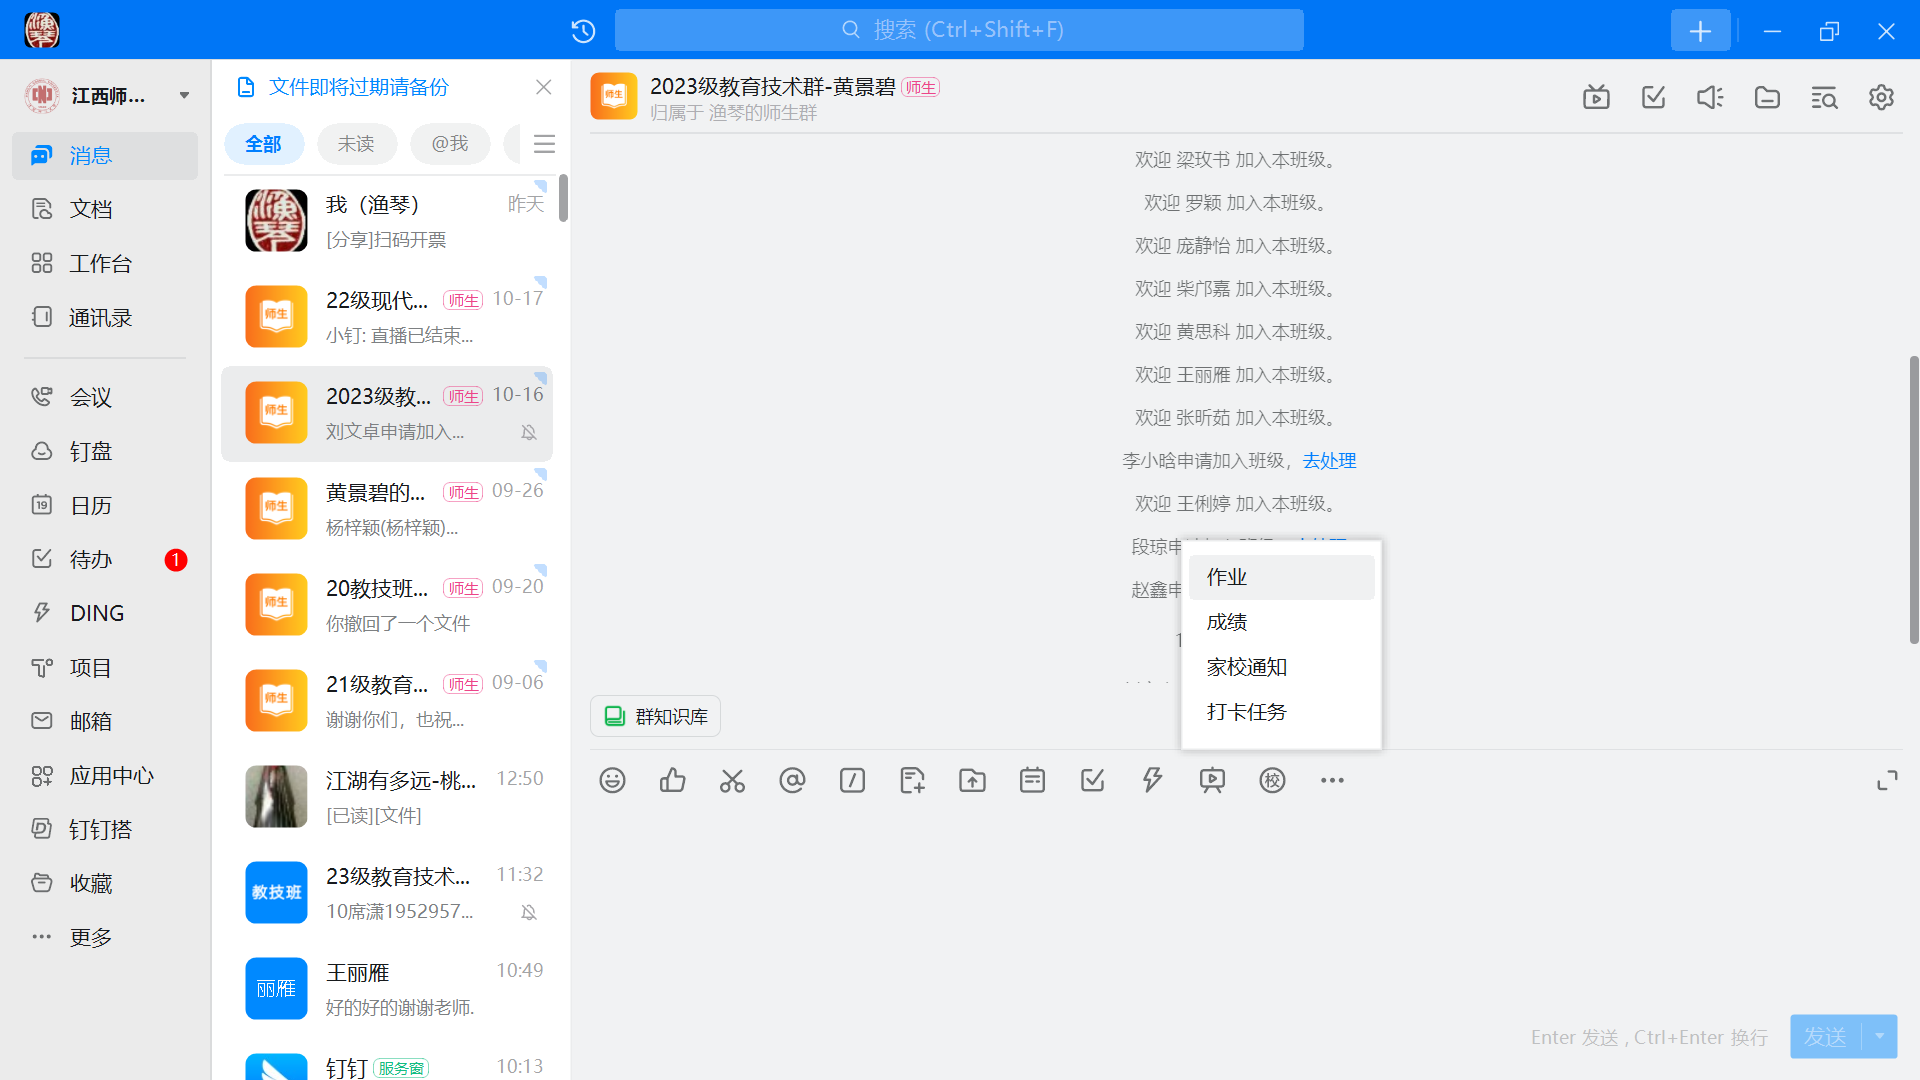 搜索 (Ctrl+Shift+F)
江西师...
消息
文档
工作台
通讯录
会议
钉盘
19
日历
待办
1
DING
项目
邮箱
应用中心
钉钉搭
收藏
更多
文件即将过期请备份
全部
未读
@我
我（渔琴）
昨天
[分享]扫码开票
师生
22级现代...
师生
10-17
小钉: 直播已结束...
师生
2023级教...
师生
10-16
刘文卓申请加入...
师生
黄景碧的...
师生
09-26
杨梓颖(杨梓颖)...
师生
20教技班...
师生
09-20
你撤回了一个文件
师生
21级教育...
师生
09-06
谢谢你们，也祝...
江湖有多远-桃...
12:50
[已读][文件]
教技班
23级教育技术...
11:32
10席潇1952957...
丽雁
王丽雁
10:49
好的好的谢谢老师.
钉钉
服务窗
10:13
师生
2023级教育技术群-黄景碧
师生
归属于 渔琴的师生群
欢迎 梁玫书 加入本班级。
欢迎 罗颖 加入本班级。
欢迎 庞静怡 加入本班级。
欢迎 柴邝嘉 加入本班级。
欢迎 黄思科 加入本班级。
欢迎 王丽雁 加入本班级。
欢迎 张昕茹 加入本班级。
李小晗申请加入班级，去处理
欢迎 王俐婷 加入本班级。
段琼申
赵鑫申
作业
成绩
家校通知
打卡任务
群知识库
校
Enter 发送 , Ctrl+Enter 换行
发送